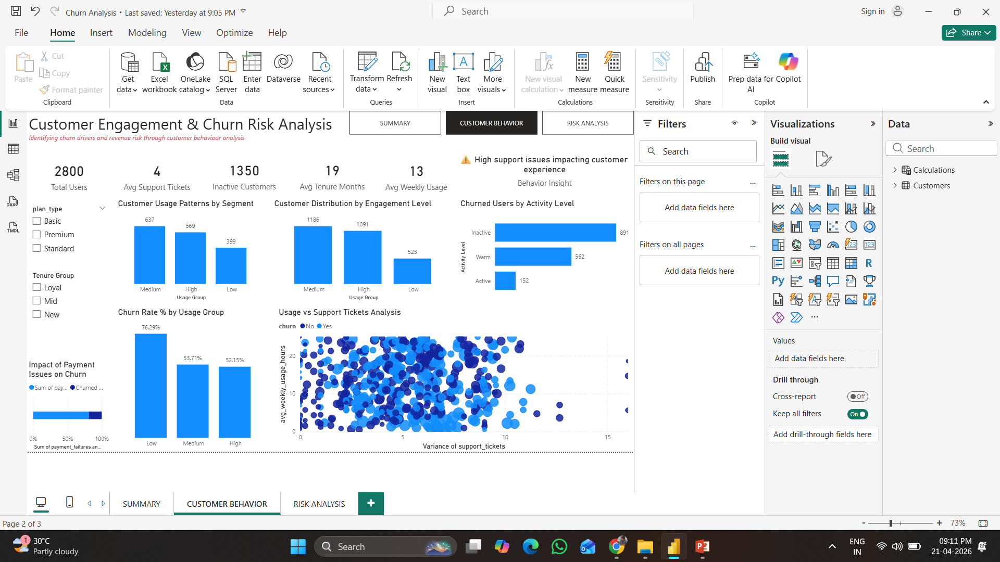 Churn Analysis • Last saved: Yesterday at 9:05 PM
Search
Sign in
File
Home
Insert
Modeling
View
Optimize
Help
Share
Paste
Cut
Copy
Format painter
Clipboard
Get data
Excel workbook
OneLake catalog
SQL Server
Enter data
Dataverse
Recent sources
Data
Transform data
Refresh
Queries
New visual
Text box
More visuals
Insert
New visual calculation
New measure
Quick measure
Calculations
Sensitivity
Sensitivity
Publish
Share
Prep data for AI
Copilot
Copilot
Customer Engagement & Churn Risk Analysis
Identifying churn drivers and revenue risk through customer behaviour analysis
SUMMARY
CUSTOMER BEHAVIOR
RISK ANALYSIS
2800
Total Users
4
Avg Support Tickets
1350
Inactive Customers
19
Avg Tenure Months
13
Avg Weekly Usage
High support issues impacting customer
experience
Behavior Insight
plan_type
Basic
Premium
Standard
Tenure Group
Loyal
Mid
New
Customer Usage Patterns by Segment
637
569
399
Medium
High
Low
Usage Group
Customer Distribution by Engagement Level
1186
1091
523
Medium
High
Low
Usage Group
Churned Users by Activity Level
Activity Level
Inactive
891
Warm
562
Active
152
Impact of Payment
Issues on Churn
Sum of pay...
Churned ...
0%
50%
100%
Sum of payment_failures an...
Churn Rate % by Usage Group
76.29%
53.71%
52.15%
Low
Medium
High
Usage vs Support Tickets Analysis
churn
No
Yes
avg_weekly_usage_hours
20
10
0
0
5
10
15
Variance of support_tickets
Filters
Search
Filters on this page
...
Add data fields here
Filters on all pages
...
Add data fields here
Visualizations
Build visual
123
123
R
Py
...
Values
Add data fields here
Drill through
Cross-report
Off
Keep all filters
On
Add drill-through fields here
Data
Search
Calculations
Customers
DAX
TMDL
SUMMARY
CUSTOMER BEHAVIOR
RISK ANALYSIS
+
Page 2 of 3
-
+
73%
1
30°C
Partly cloudy
Search
ENG
IN
09:11 PM
21-04-2026